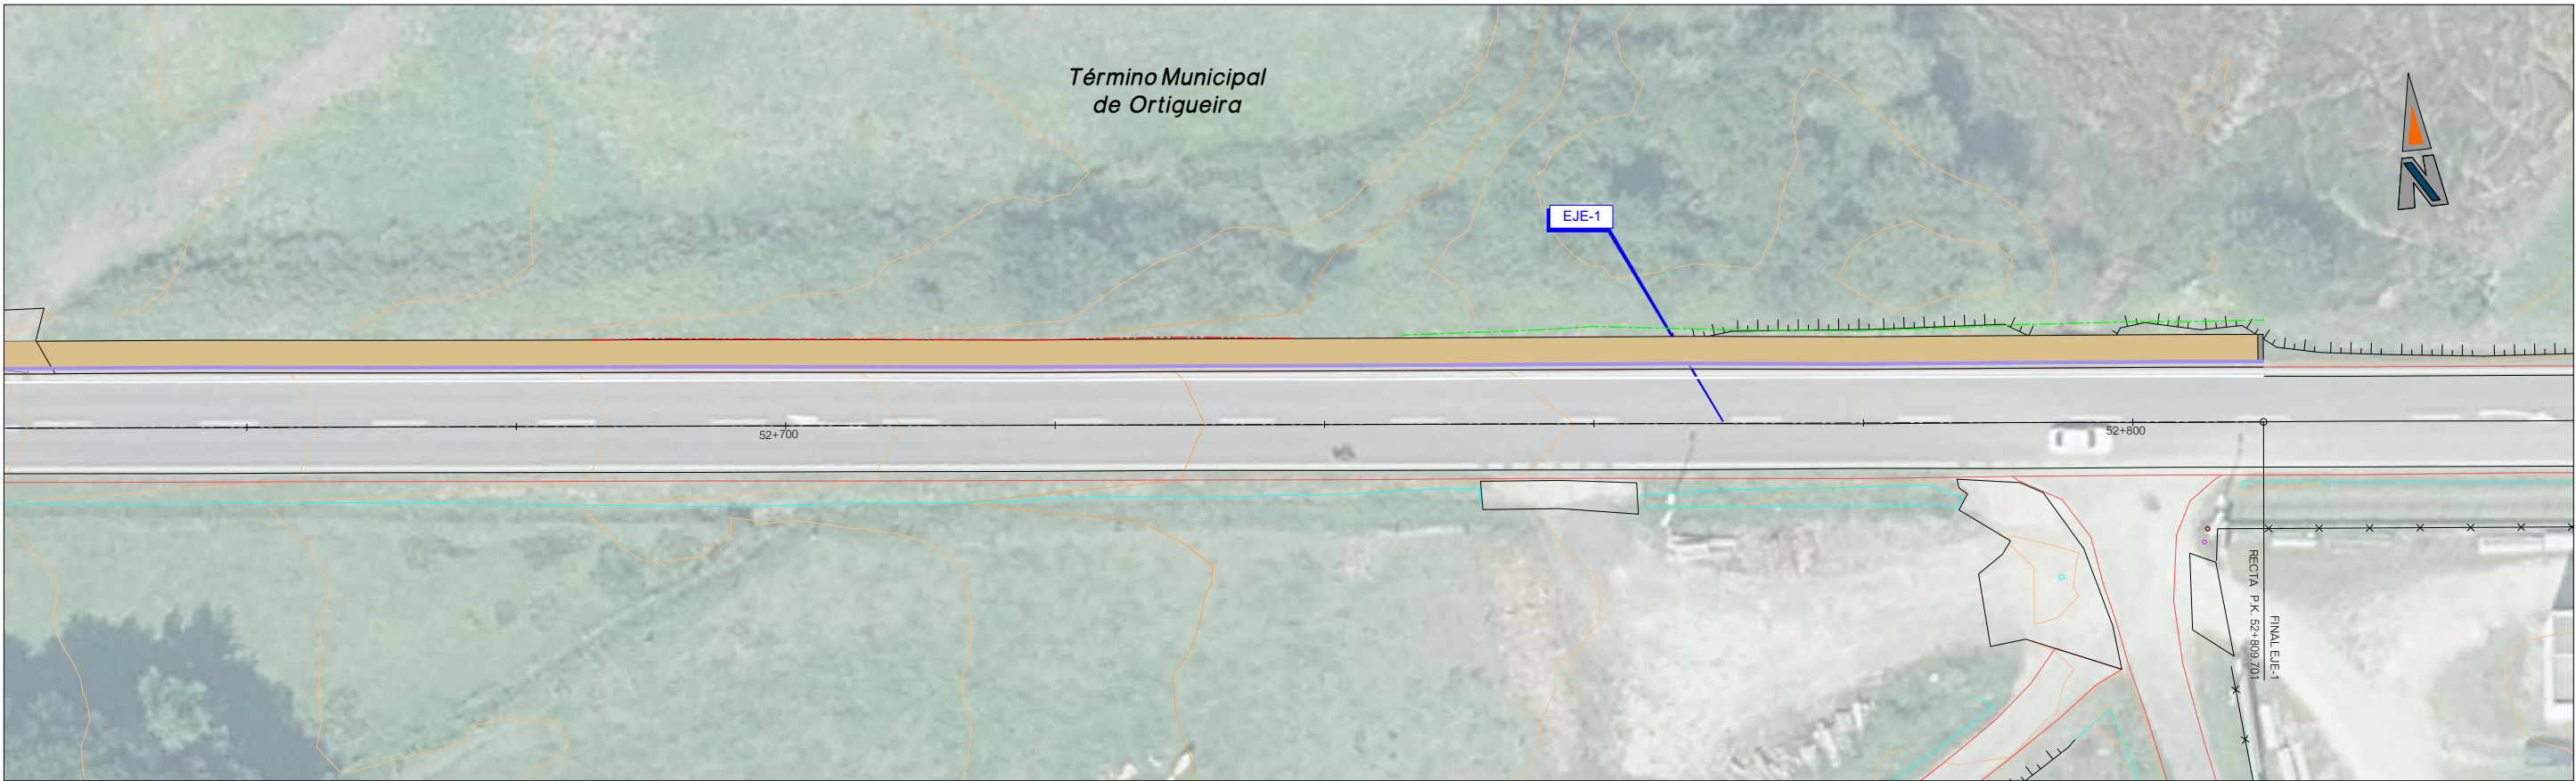 Término Municipal
de Ortigueira
N
EJE-1
52+700
52+800
RECTA P.K. 52+809.701
FINAL EJE-1